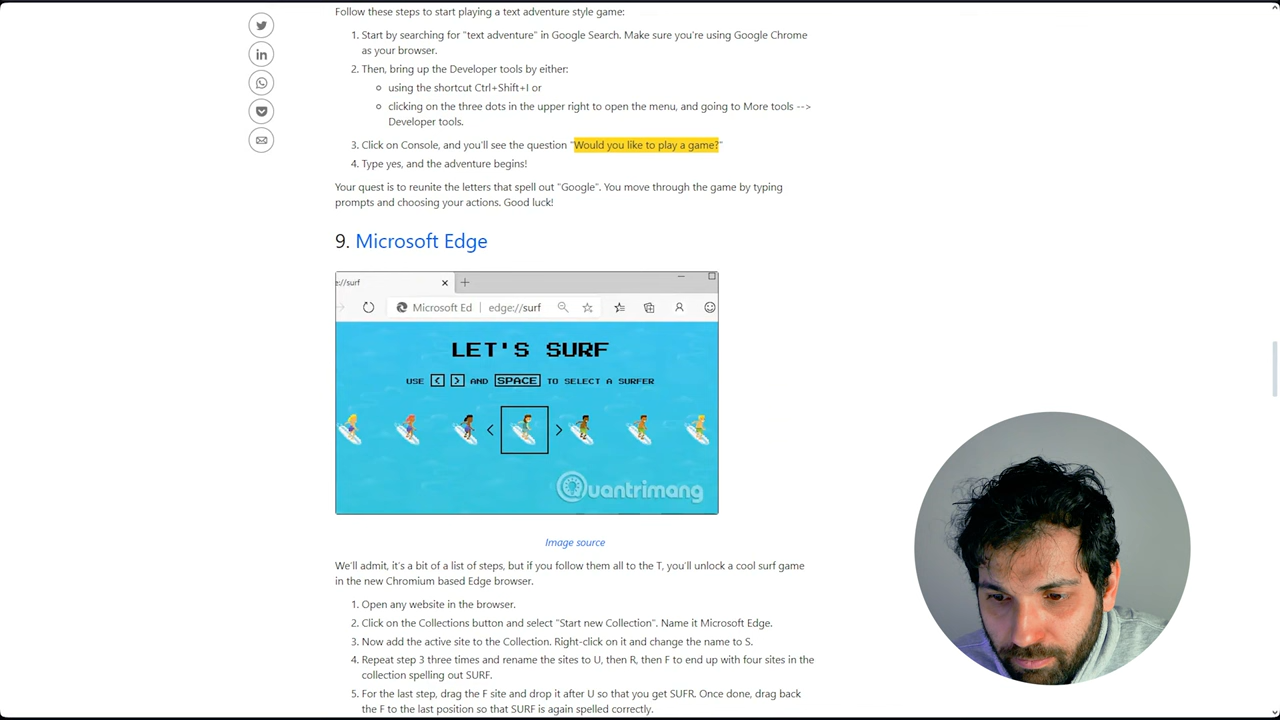 Follow these steps to start playing a text adventure style game:
1. Start by searching for "text adventure" in Google Search. Make sure you're using Google Chrome
as your browser.
2. Then, bring up the Developer tools by either:
using the shortcut Ctrl+Shift+I or
clicking on the three dots in the upper right to open the menu, and going to More tools -->
Developer tools.
3. Click on Console, and you'll see the question "Would you like to play a game?"
4. Type yes, and the adventure begins!
Your quest is to reunite the letters that spell out "Google". You move through the game by typing
prompts and choosing your actions. Good luck!
9. Microsoft Edge
e://surf
Microsoft Ed | edge://surf
LET'S SURF
USE < > AND SPACE TO SELECT A SURFER
< >
Quantrimang
Image source
We'll admit, it's a bit of a list of steps, but if you follow them all to the T, you'll unlock a cool surf game
in the new Chromium based Edge browser.
1. Open any website in the browser.
2. Click on the Collections button and select "Start new Collection". Name it Microsoft Edge.
3. Now add the active site to the Collection. Right-click on it and change the name to S.
4. Repeat step 3 three times and rename the sites to U, then R, then F to end up with four sites in the
collection spelling out SURF.
5. For the last step, drag the F site and drop it after U so that you get SUFR. Once done, drag back
the F to the last position so that SURF is again spelled correctly.